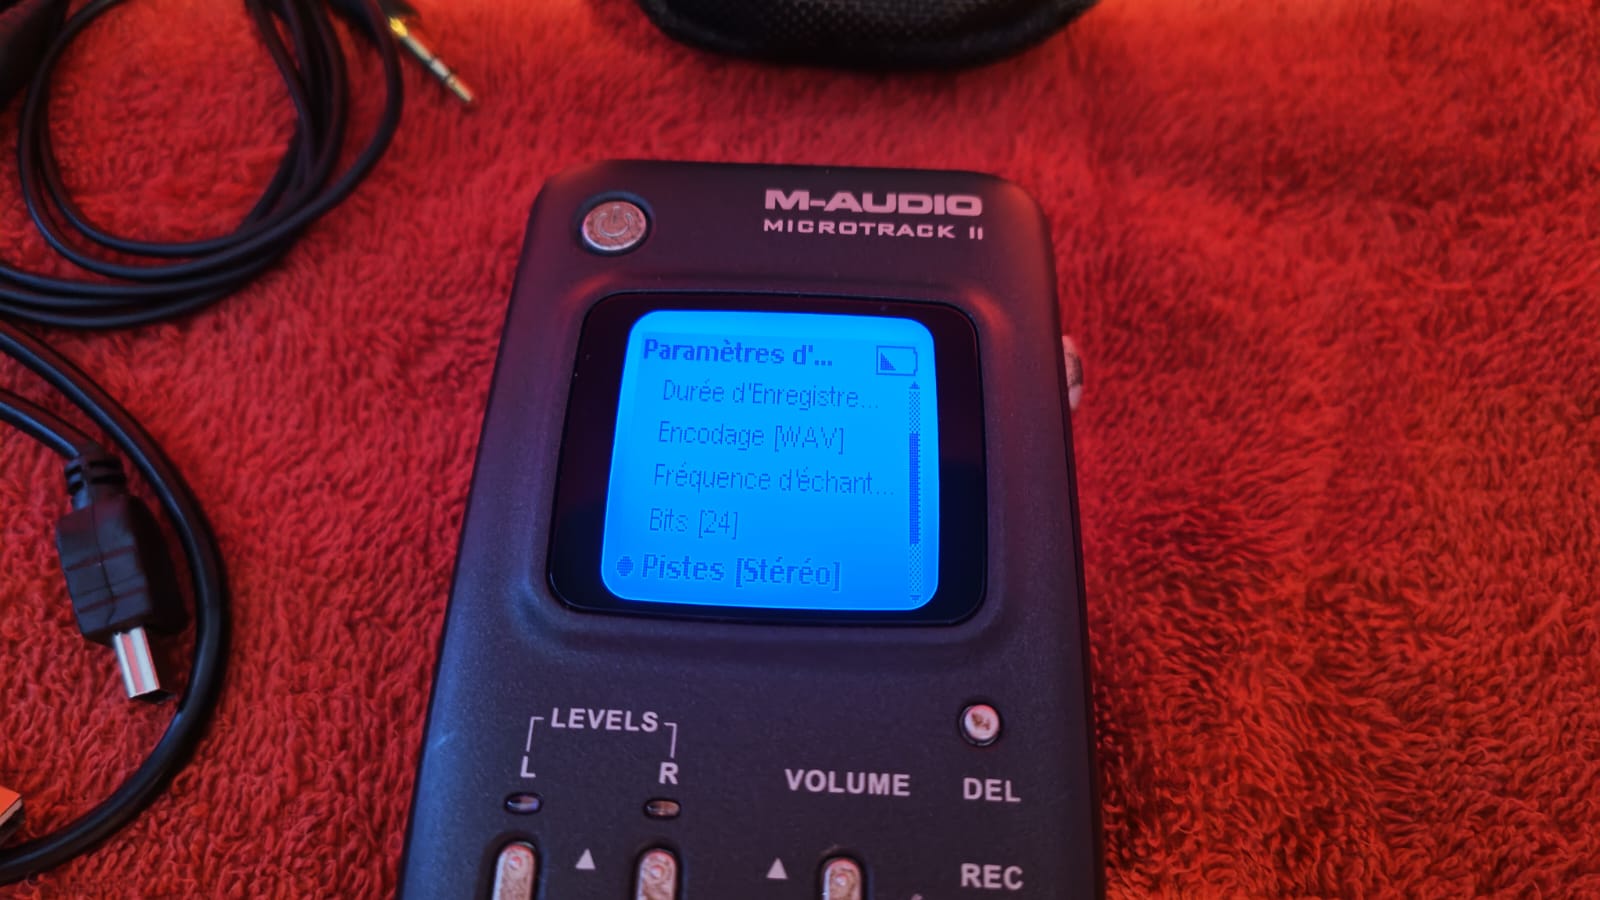 M-AUDIO
MICROTRACK II
Paramètres d'...
Durée d'Enregistre...
Encodage [WAV]
Fréquence d'échant...
Bits [24]
Pistes [Stéréo]
LEVELS
L R
VOLUME
DEL
REC